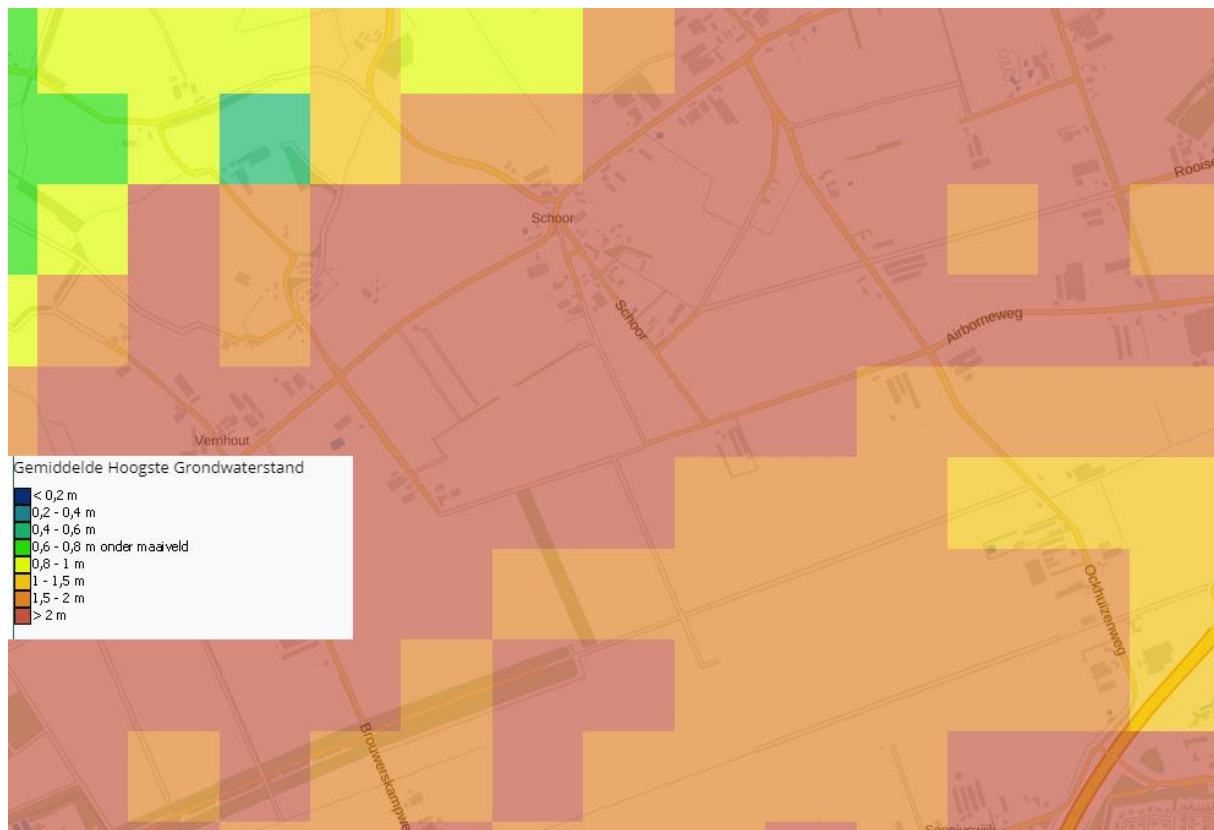 Schoor
Rooise
Schoor
Airborneweg
Vernhout
Gemiddelde Hoogste Grondwaterstand
< 0,2 m
0,2 - 0,4 m
0,4 - 0,6 m
0,6 - 0,8 m onder maaiveld
0,8 - 1 m
1 - 1,5 m
1,5 - 2 m
> 2 m
Ockhuizenweg
Brouwerskampwe